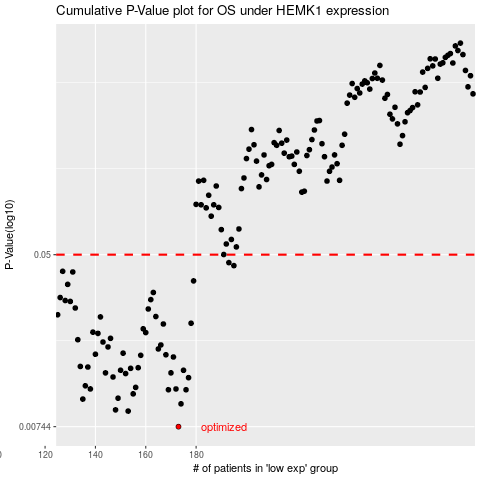 Cumulative P-Value plot for OS under HEMK1 expression
P-Value(log10)
0.05
0.00744
optimized
0 120 140 160 180
# of patients in 'low exp' group